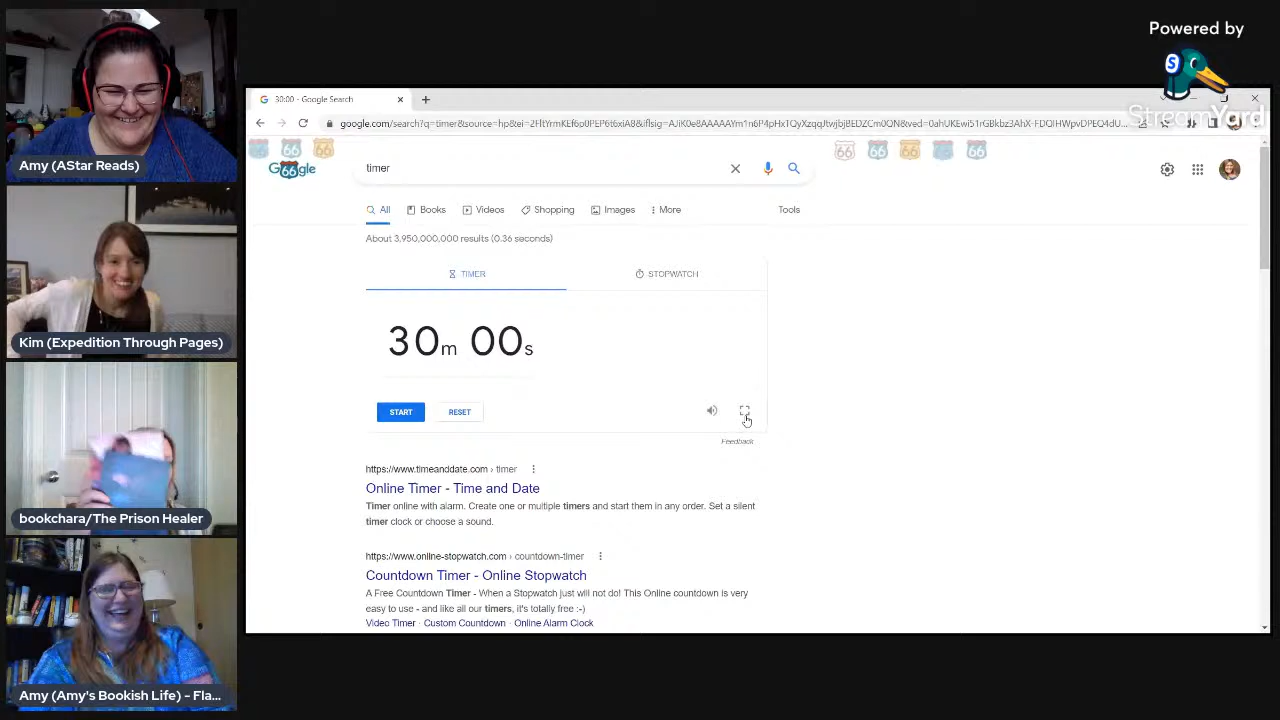 Powered by
StreamYard
Amy (AStar Reads)
Kim (Expedition Through Pages)
bookchara/The Prison Healer
Amy (Amy's Bookish Life) - Fla...
30:00 - Google Search
66
Google
timer
All
Books
Videos
Shopping
Images
More
Tools
About 3,950,000,000 results (0.36 seconds)
TIMER
STOPWATCH
30m 00s
START
RESET
Feedback
https://www.timeanddate.com › timer
Online Timer - Time and Date
Timer online with alarm. Create one or multiple timers and start them in any order. Set a silent
timer clock or choose a sound.
https://www.online-stopwatch.com › countdown-timer
Countdown Timer - Online Stopwatch
A Free Countdown Timer - When a Stopwatch just will not do! This Online countdown is very
easy to use - and like all our timers, it's totally free :-)
Video Timer · Custom Countdown · Online Alarm Clock